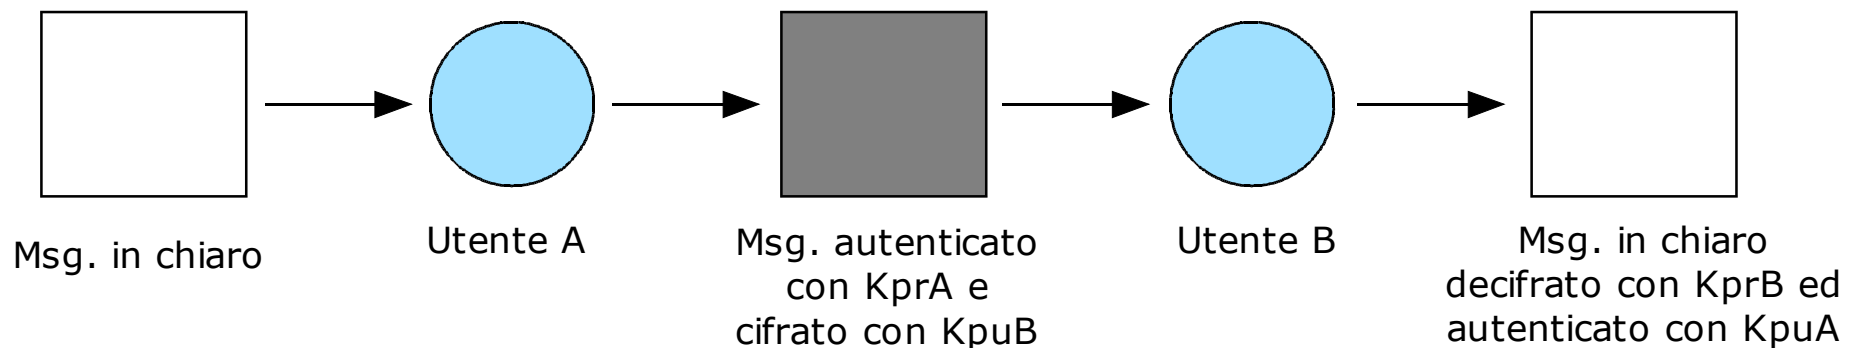 Msg. in chiaro
Utente A
Msg. autenticato
con KprA e
cifrato con KpuB
Utente B
Msg. in chiaro
decifrato con KprB ed
autenticato con KpuA